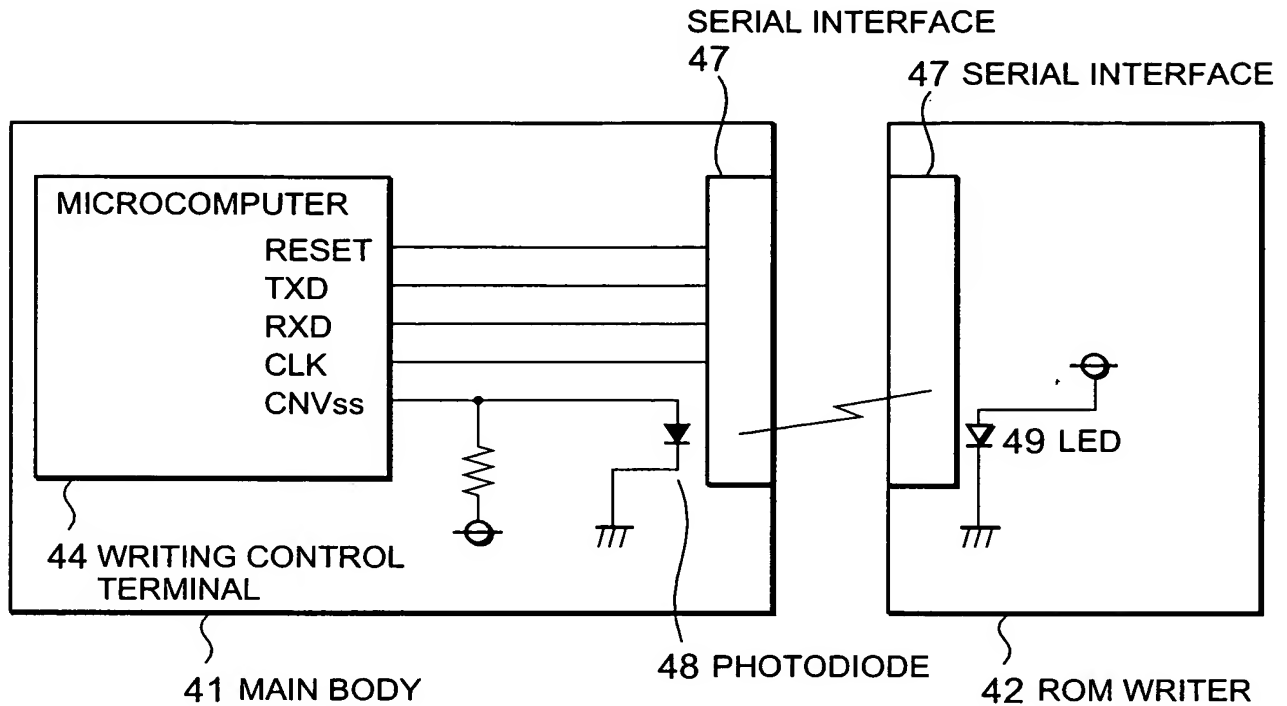 SERIAL INTERFACE
47
47 SERIAL INTERFACE
MICROCOMPUTER
RESET
TXD
RXD
CLK
CNVss
49 LED
44 WRITING CONTROL
TERMINAL
48 PHOTODIODE
41 MAIN BODY
42 ROM WRITER